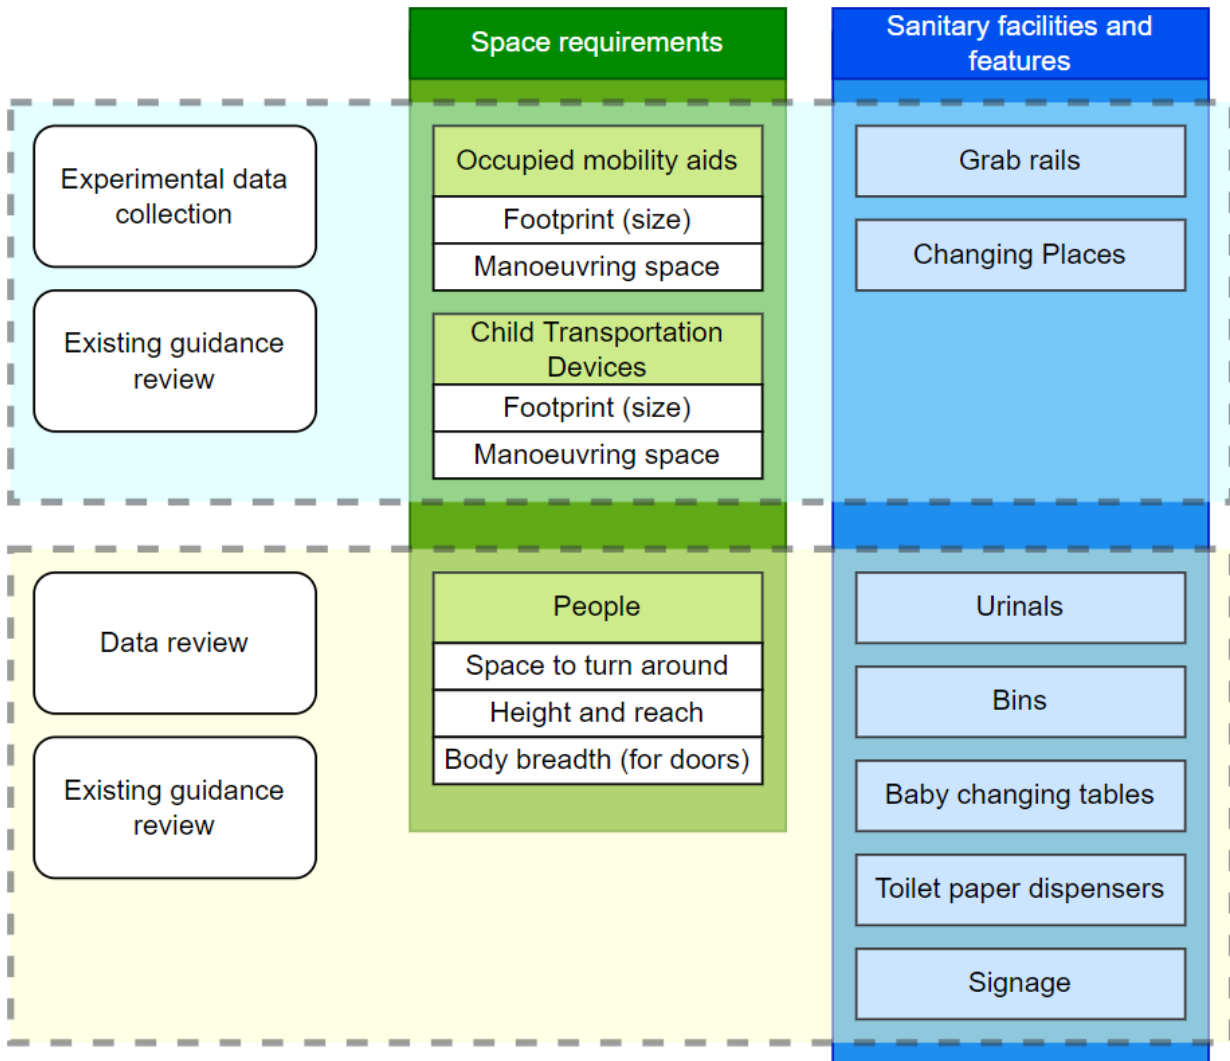 Space requirements
Sanitary facilities and
features
Experimental data
collection
Existing guidance
review
Occupied mobility aids
Footprint (size)
Manoeuvring space
Child Transportation
Devices
Footprint (size)
Manoeuvring space
Grab rails
Changing Places
Data review
Existing guidance
review
People
Space to turn around
Height and reach
Body breadth (for doors)
Urinals
Bins
Baby changing tables
Toilet paper dispensers
Signage